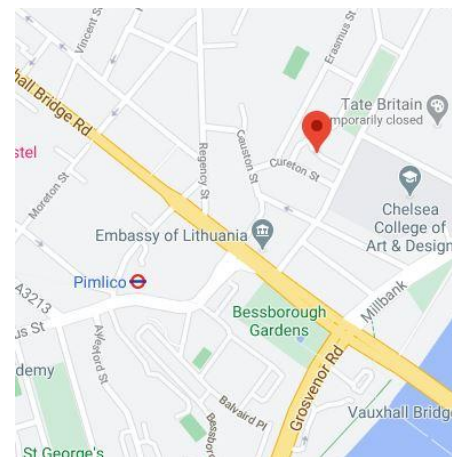 Vincent St
Erasmus St
hall Bridge Rd
Tate Britain
mporarily closed
stel
Regency St
Gauston St
Cureton St
Moreton St
Chelsea
College of
Art & Design
Embassy of Lithuania
Pimlico
Millbank
A3213
Bessborough
Gardens
us St
Aylesford St
Grosvenor Rd
demy
Balvaird Pl
Vauxhall Bridge
Bessbor
St George's